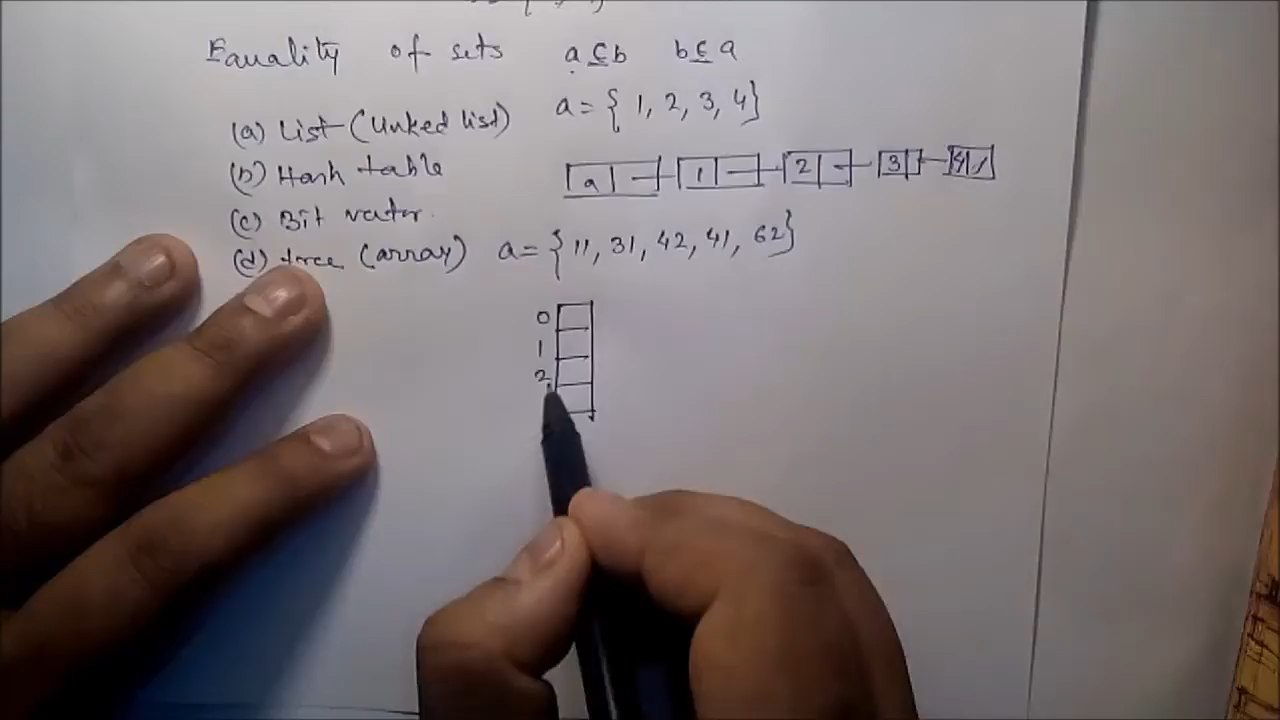 Equality of sets a ⊆ b b ⊆ a
(a) List (linked list) a = { 1, 2, 3, 4}
(b) Hash table
a 1 2 3 4
(c) Bit vector.
(d) tree (array) a = { 11, 31, 42, 41, 62}
0
1
2